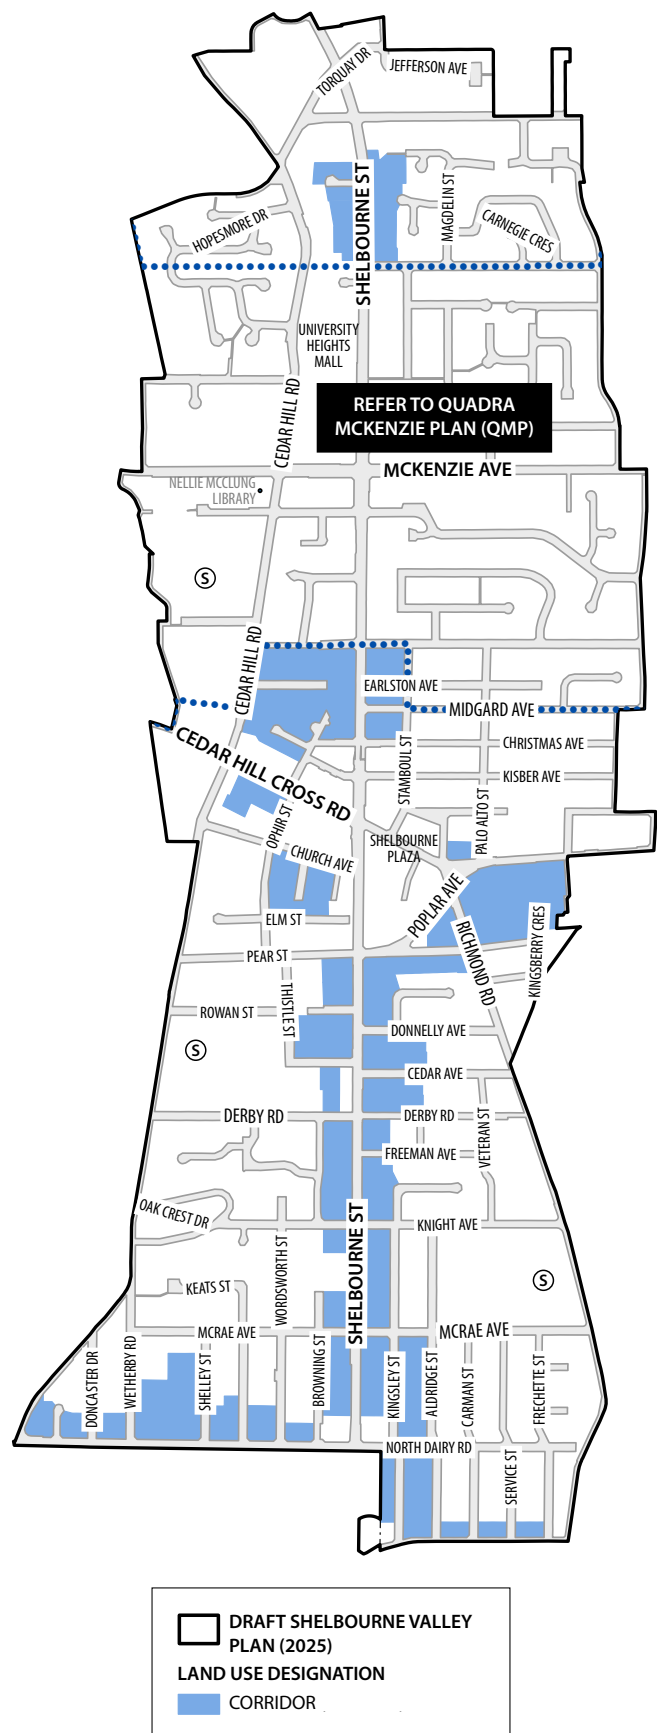 TORQUAY DR
JEFFERSON AVE
SHELBOURNE ST
MAGDELIN ST
HOPESMORE DR
CARNEGIE CRES
UNIVERSITY
HEIGHTS
MALL
CEDAR HILL RD
REFER TO QUADRA
MCKENZIE PLAN (QMP)
MCKENZIE AVE
NELLIE MCCLUNG
LIBRARY
S
CEDAR HILL RD
EARLSTON AVE
MIDGARD AVE
CEDAR HILL CROSS RD
STAMBOUL ST
CHRISTMAS AVE
KISBER AVE
OPHIR ST
PALO ALTO ST
SHELBOURNE
PLAZA
CHURCH AVE
POPLAR AVE
ELM ST
KINGSBERRY CRES
RICHMOND RD
PEAR ST
THISTLE ST
ROWAN ST
DONNELLY AVE
S
CEDAR AVE
DERBY RD
DERBY RD
VETERAN ST
FREEMAN AVE
OAK CREST DR
SHELBOURNE ST
KNIGHT AVE
WORDSWORTH ST
S
KEATS ST
MCRAE AVE
MCRAE AVE
DONCASTER DR
WETHERBY RD
SHELLEY ST
BROWNING ST
KINGSLEY ST
ALDRIDGE ST
CARMAN ST
FRECHETTE ST
NORTH DAIRY RD
SERVICE ST
DRAFT SHELBOURNE VALLEY
PLAN (2025)
LAND USE DESIGNATION
CORRIDOR